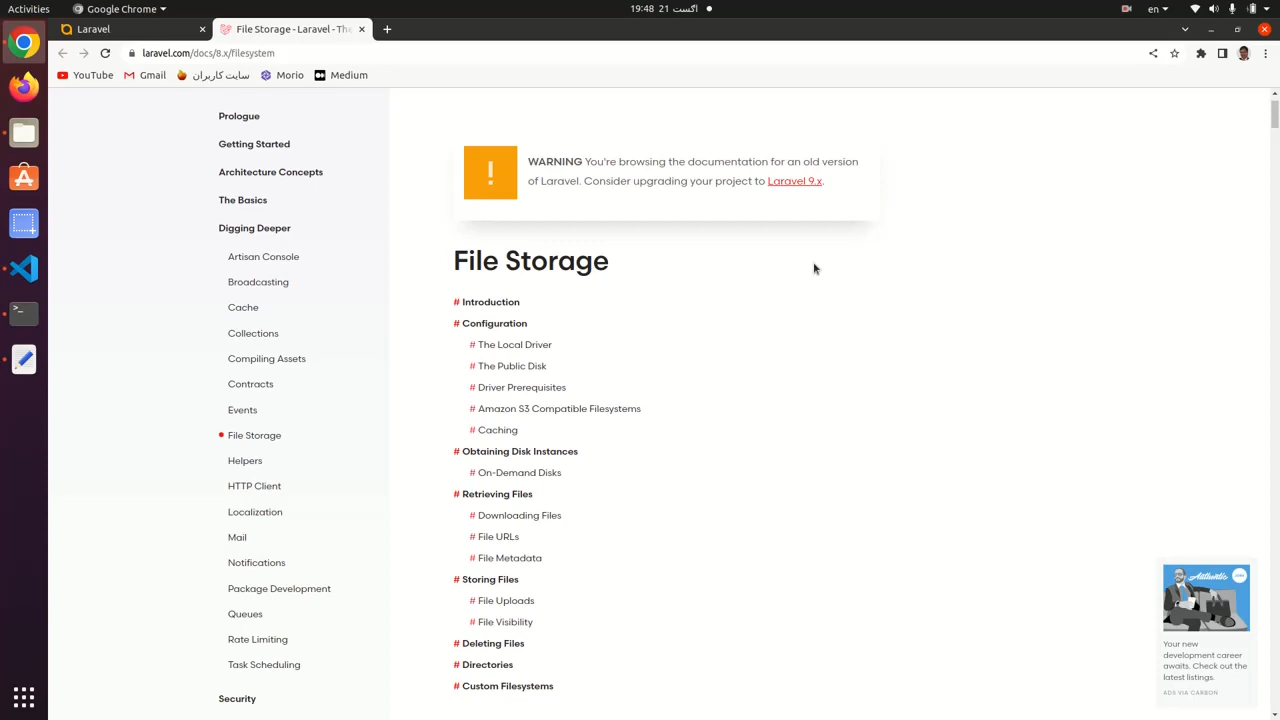 Activities
Google Chrome
19:48 21 اگست
en
Laravel
File Storage - Laravel - The
laravel.com/docs/8.x/filesystem
YouTube
Gmail
سایت کاربران
Morio
Medium
Prologue
Getting Started
Architecture Concepts
The Basics
Digging Deeper
Artisan Console
Broadcasting
Cache
Collections
Compiling Assets
Contracts
Events
File Storage
Helpers
HTTP Client
Localization
Mail
Notifications
Package Development
Queues
Rate Limiting
Task Scheduling
Security
WARNING You're browsing the documentation for an old version
of Laravel. Consider upgrading your project to Laravel 9.x.
File Storage
# Introduction
# Configuration
# The Local Driver
# The Public Disk
# Driver Prerequisites
# Amazon S3 Compatible Filesystems
# Caching
# Obtaining Disk Instances
# On-Demand Disks
# Retrieving Files
# Downloading Files
# File URLs
# File Metadata
# Storing Files
# File Uploads
# File Visibility
# Deleting Files
# Directories
# Custom Filesystems
Authentic
JOBS
Your new
development career
awaits. Check out the
latest listings.
ADS VIA CARBON